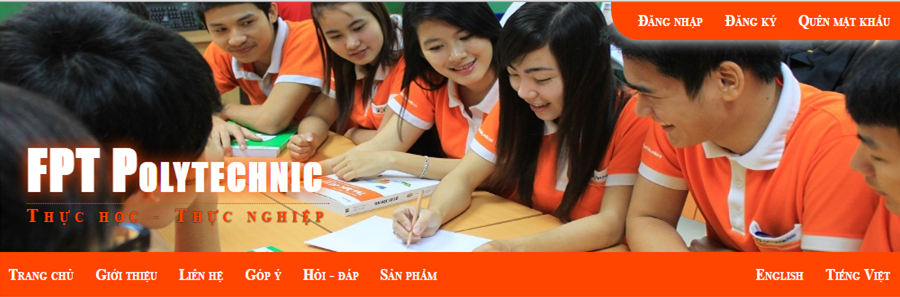 Đăng nhập Đăng ký Quên mật khẩu
FPT Polytechnic
Thực học - Thực nghiệp
Trang chủ Giới thiệu Liên hệ Góp ý Hỏi - đáp Sản phẩm English Tiếng Việt